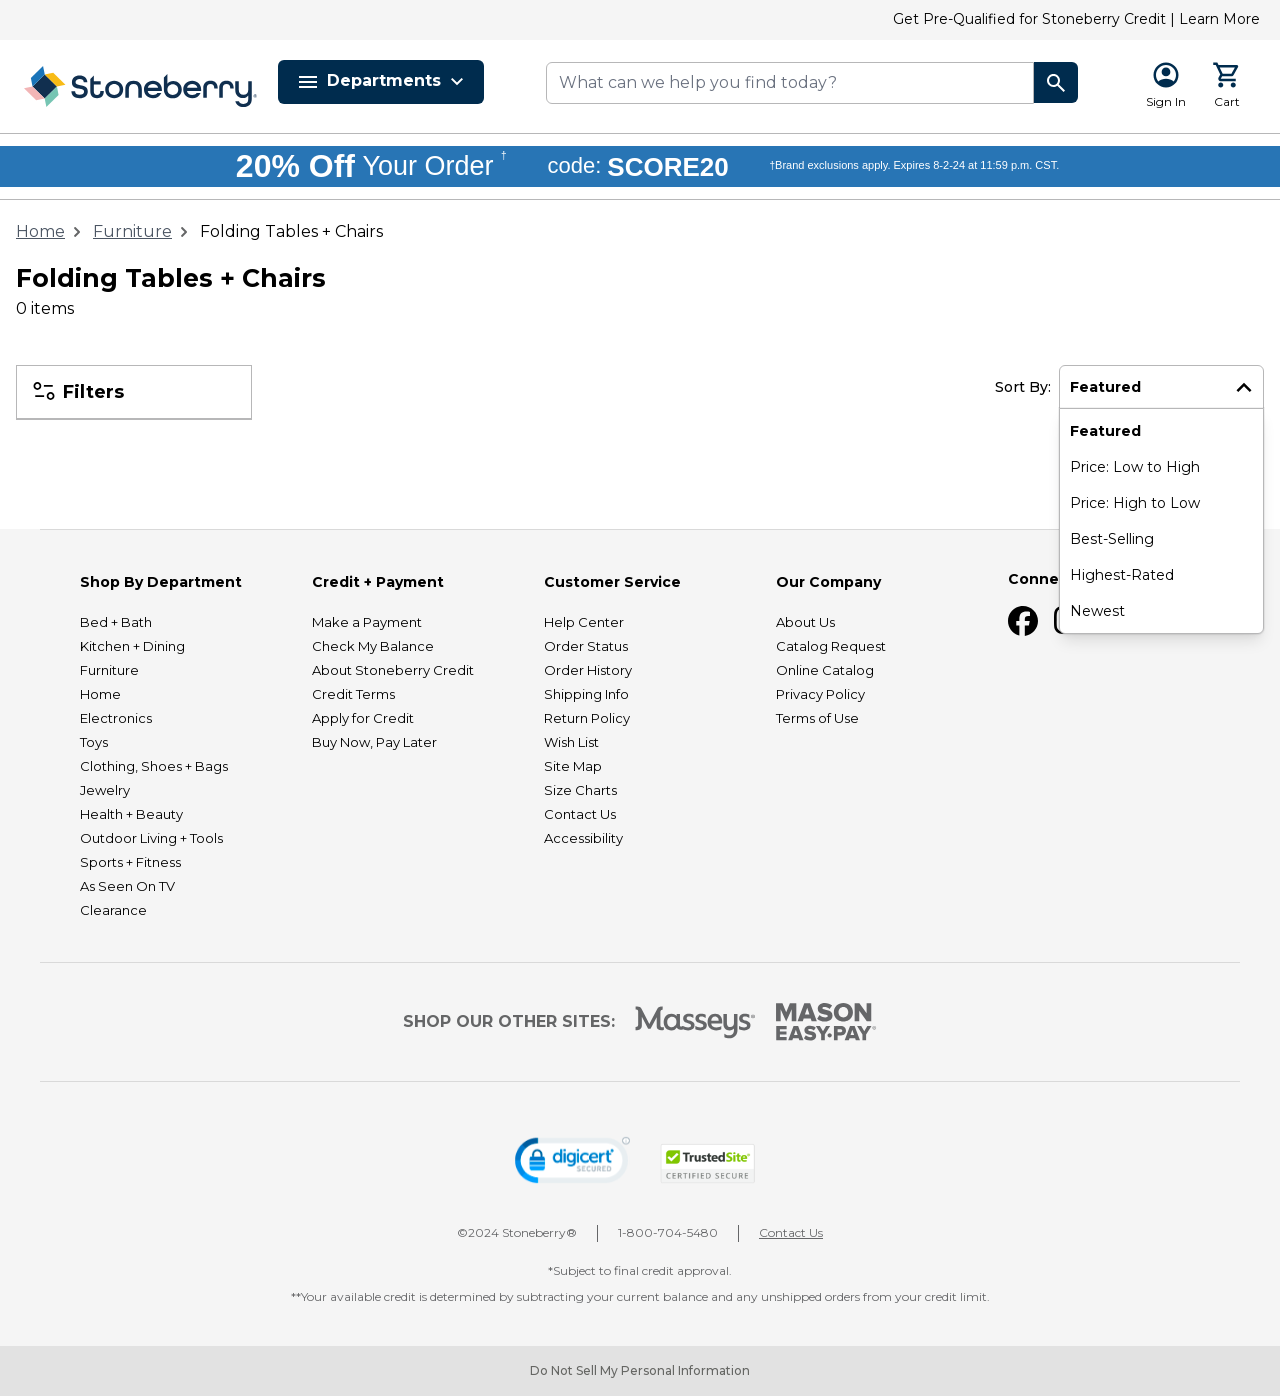 Get Pre-Qualified for Stoneberry Credit | Learn More
Stoneberry
Departments
What can we help you find today?
Sign In
Cart
20% Off Your Order † code: SCORE20 †Brand exclusions apply. Expires 8-2-24 at 11:59 p.m. CST.
Home > Furniture > Folding Tables + Chairs
Folding Tables + Chairs
0 items
Filters
Sort By:
Featured
Featured
Price: Low to High
Price: High to Low
Best-Selling
Highest-Rated
Newest
Shop By Department
Bed + Bath
Kitchen + Dining
Furniture
Home
Electronics
Toys
Clothing, Shoes + Bags
Jewelry
Health + Beauty
Outdoor Living + Tools
Sports + Fitness
As Seen On TV
Clearance
Credit + Payment
Make a Payment
Check My Balance
About Stoneberry Credit
Credit Terms
Apply for Credit
Buy Now, Pay Later
Customer Service
Help Center
Order Status
Order History
Shipping Info
Return Policy
Wish List
Site Map
Size Charts
Contact Us
Accessibility
Our Company
About Us
Catalog Request
Online Catalog
Privacy Policy
Terms of Use
Conne
SHOP OUR OTHER SITES:
Masseys®
MASON
EASY•PAY®
digicert
SECURED
TrustedSite
CERTIFIED SECURE
©2024 Stoneberry® | 1-800-704-5480 | Contact Us
*Subject to final credit approval.
**Your available credit is determined by subtracting your current balance and any unshipped orders from your credit limit.
Do Not Sell My Personal Information